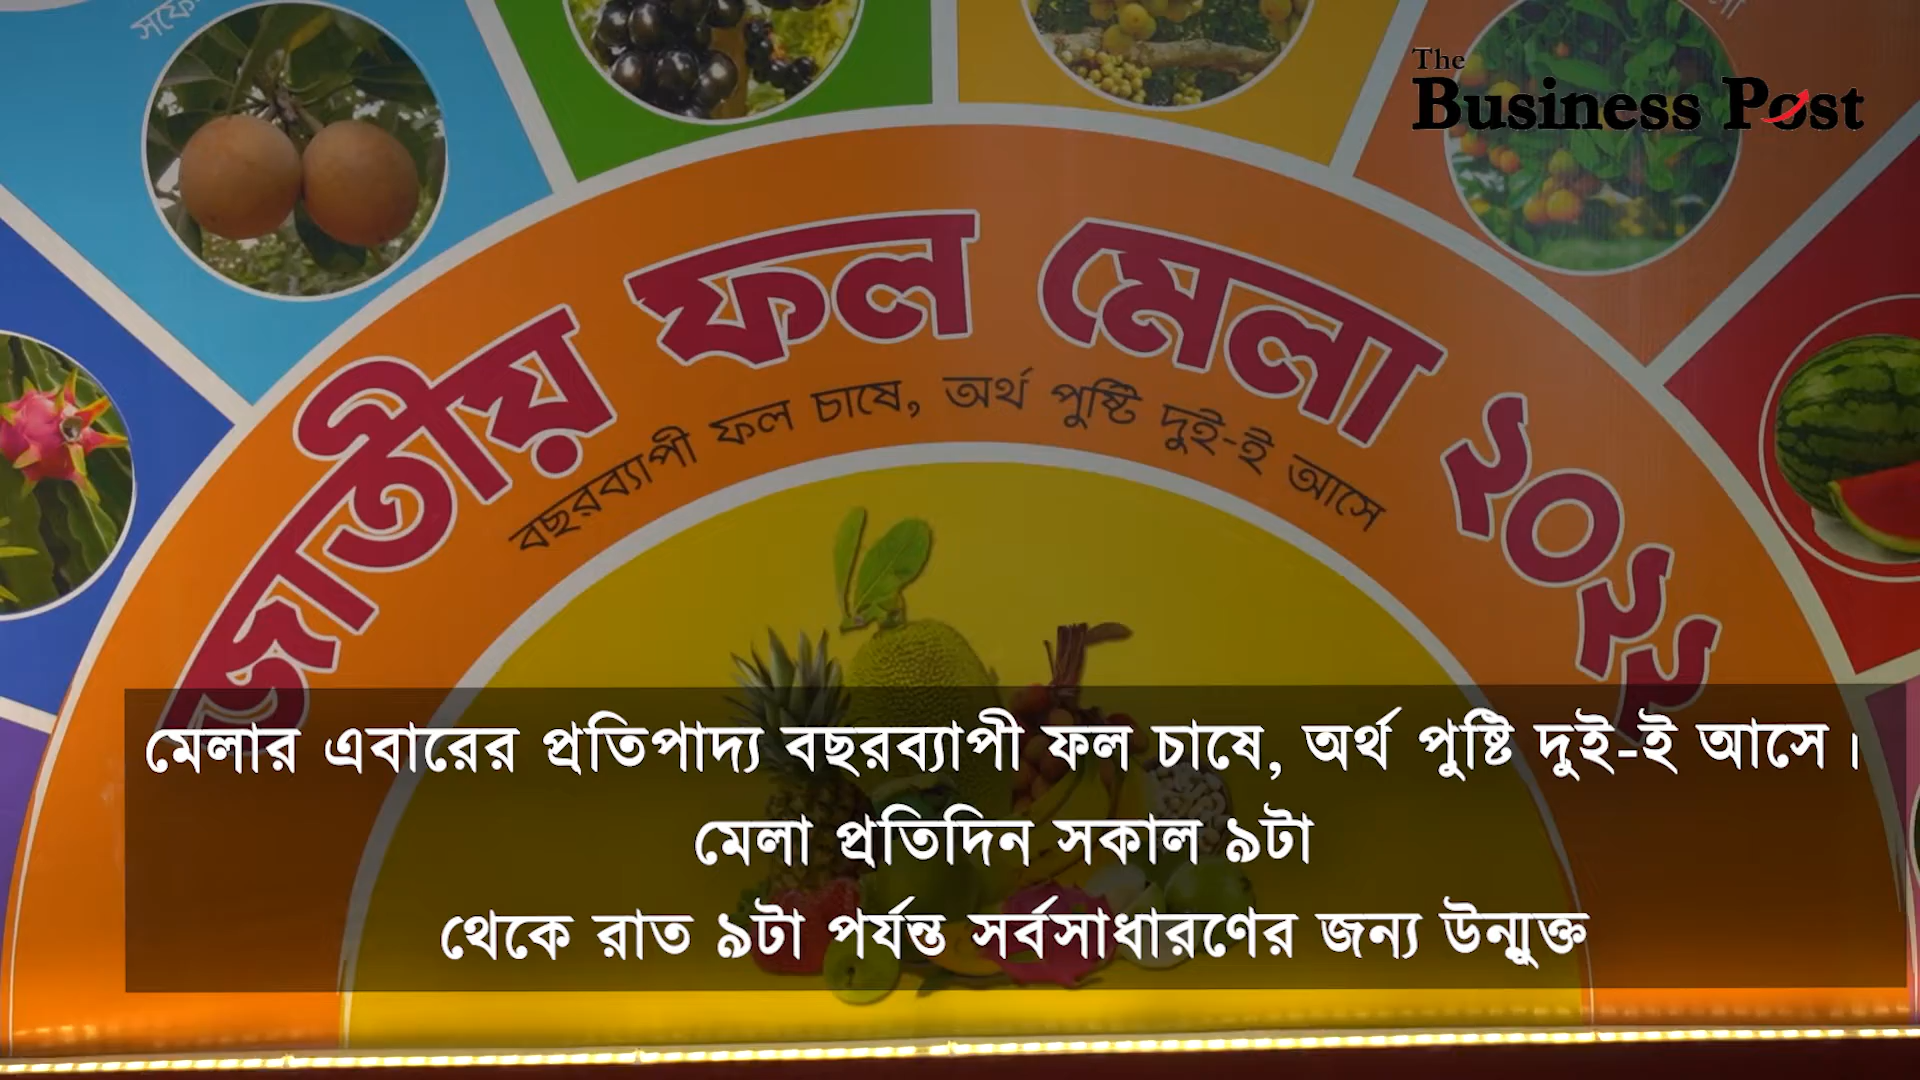 The
Business Post
জাতীয় ফল মেলা ২০২২
বছরব্যাপী ফল চাষে, অর্থ পুষ্টি দুই-ই আসে
মেলার এবারের প্রতিপাদ্য বছরব্যাপী ফল চাষে, অর্থ পুষ্টি দুই-ই আসে।
মেলা প্রতিদিন সকাল ৯টা
থেকে রাত ৯টা পর্যন্ত সর্বসাধারণের জন্য উন্মুক্ত